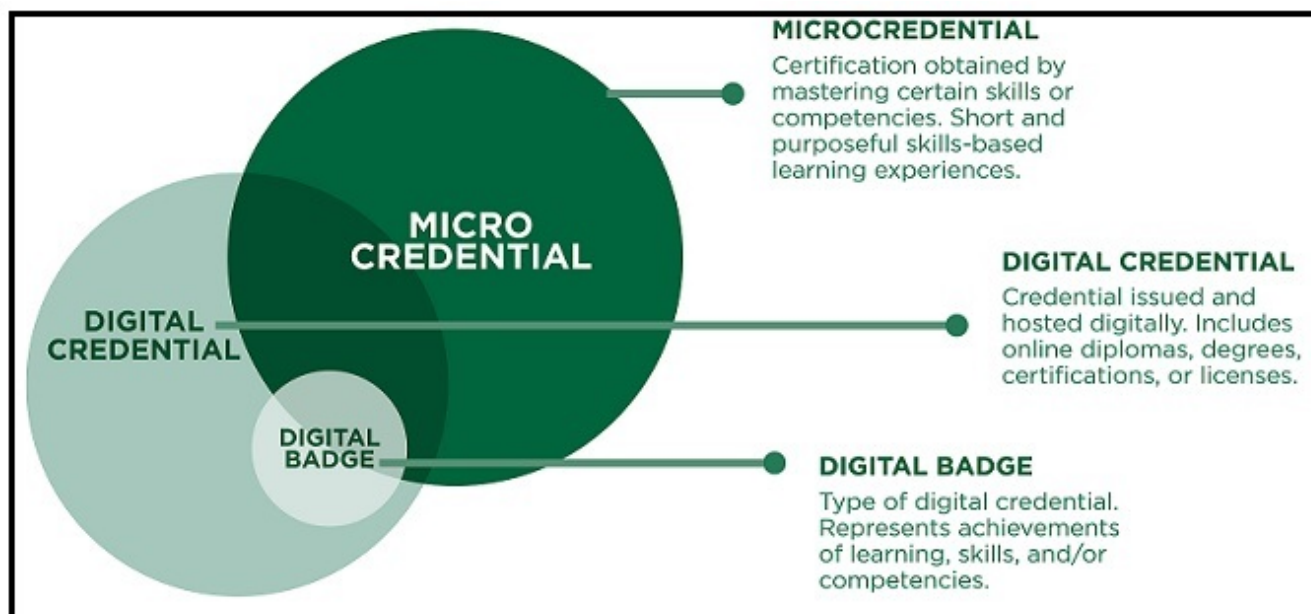 MICROCREDENTIAL
Certification obtained by
mastering certain skills or
competencies. Short and
purposeful skills-based
learning experiences.
MICRO
CREDENTIAL
DIGITAL CREDENTIAL
Credential issued and
hosted digitally. Includes
online diplomas, degrees,
certifications, or licenses.
DIGITAL
CREDENTIAL
DIGITAL
BADGE
DIGITAL BADGE
Type of digital credential.
Represents achievements
of learning, skills, and/or
competencies.